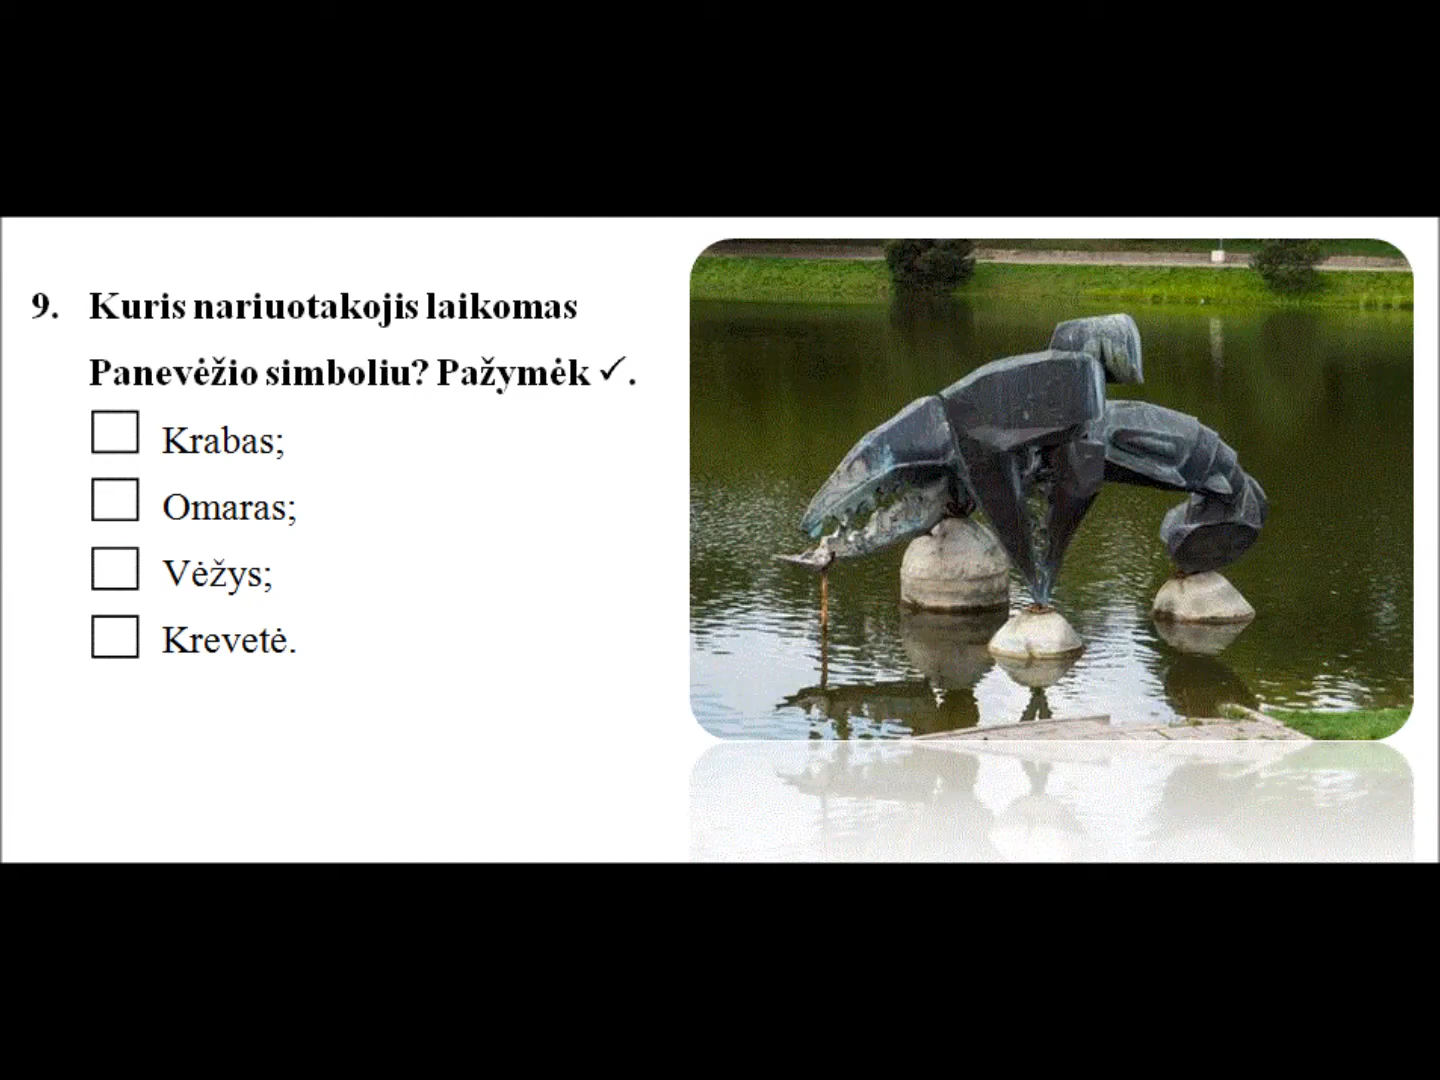 9. Kuris nariuotakojis laikomas
Panevėžio simboliu? Pažymėk ✓.
Krabas;
Omaras;
Vėžys;
Krevetė.